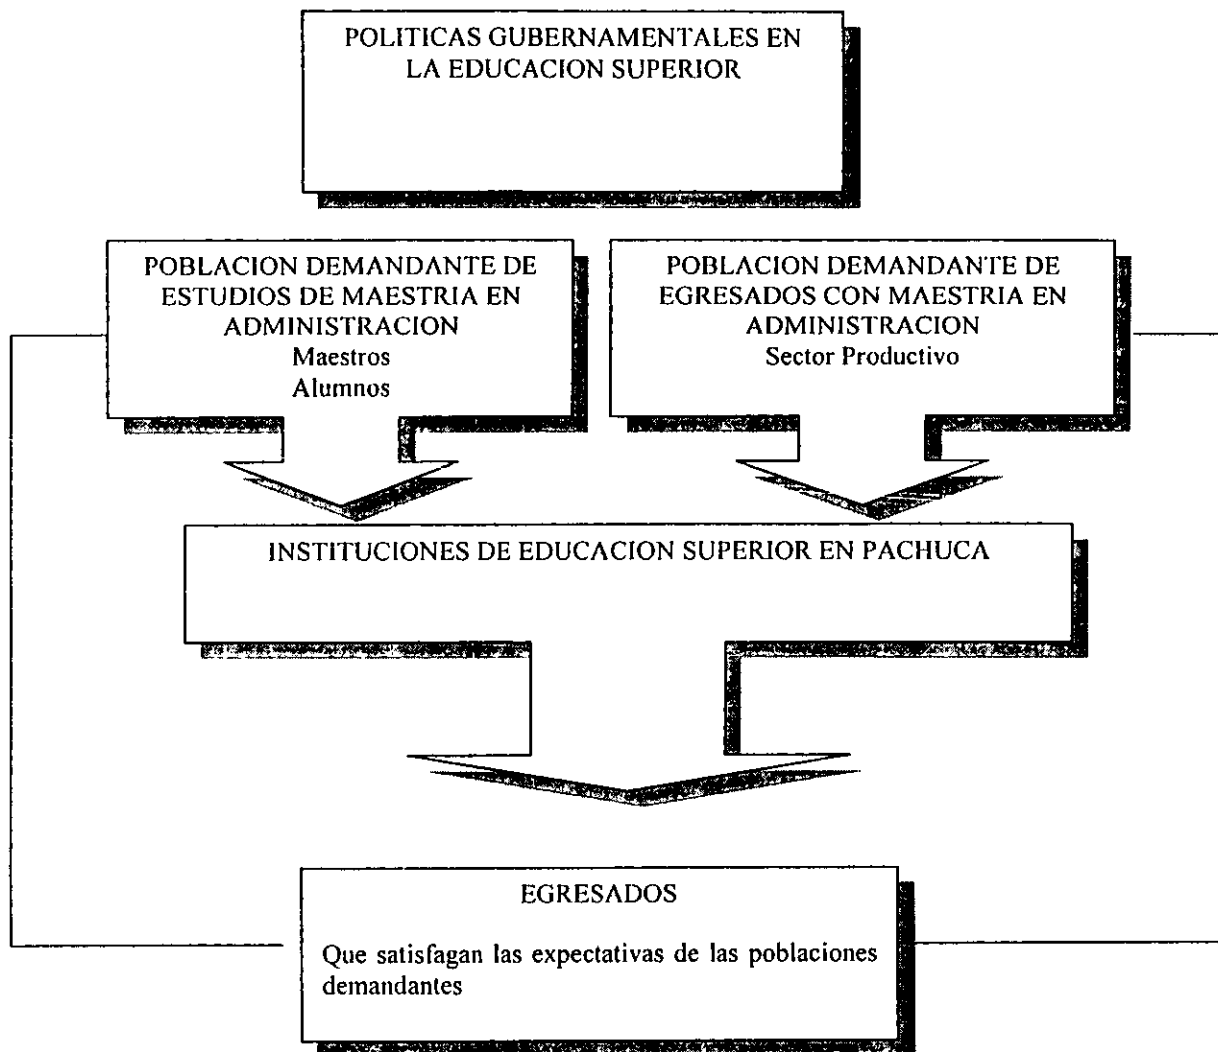 POLITICAS GUBERNAMENTALES EN
LA EDUCACION SUPERIOR
POBLACION DEMANDANTE DE
ESTUDIOS DE MAESTRIA EN
ADMINISTRACION
Maestros
Alumnos
POBLACION DEMANDANTE DE
EGRESADOS CON MAESTRIA EN
ADMINISTRACION
Sector Productivo
INSTITUCIONES DE EDUCACION SUPERIOR EN PACHUCA
EGRESADOS
Que satisfagan las expectativas de las poblaciones
demandantes